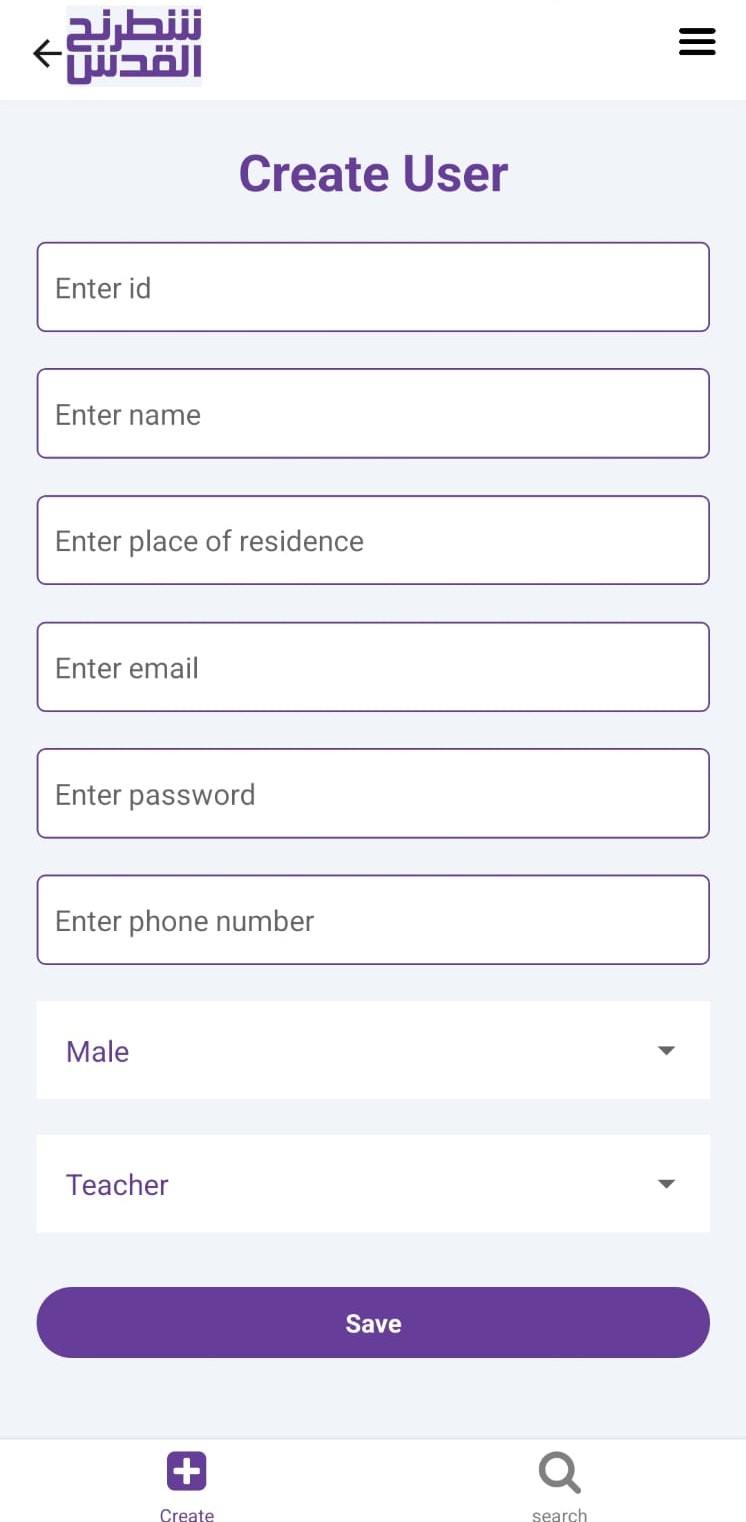 شطرنج
القدس
Create User
Enter id
Enter name
Enter place of residence
Enter email
Enter password
Enter phone number
Male
Teacher
Save
Create
search